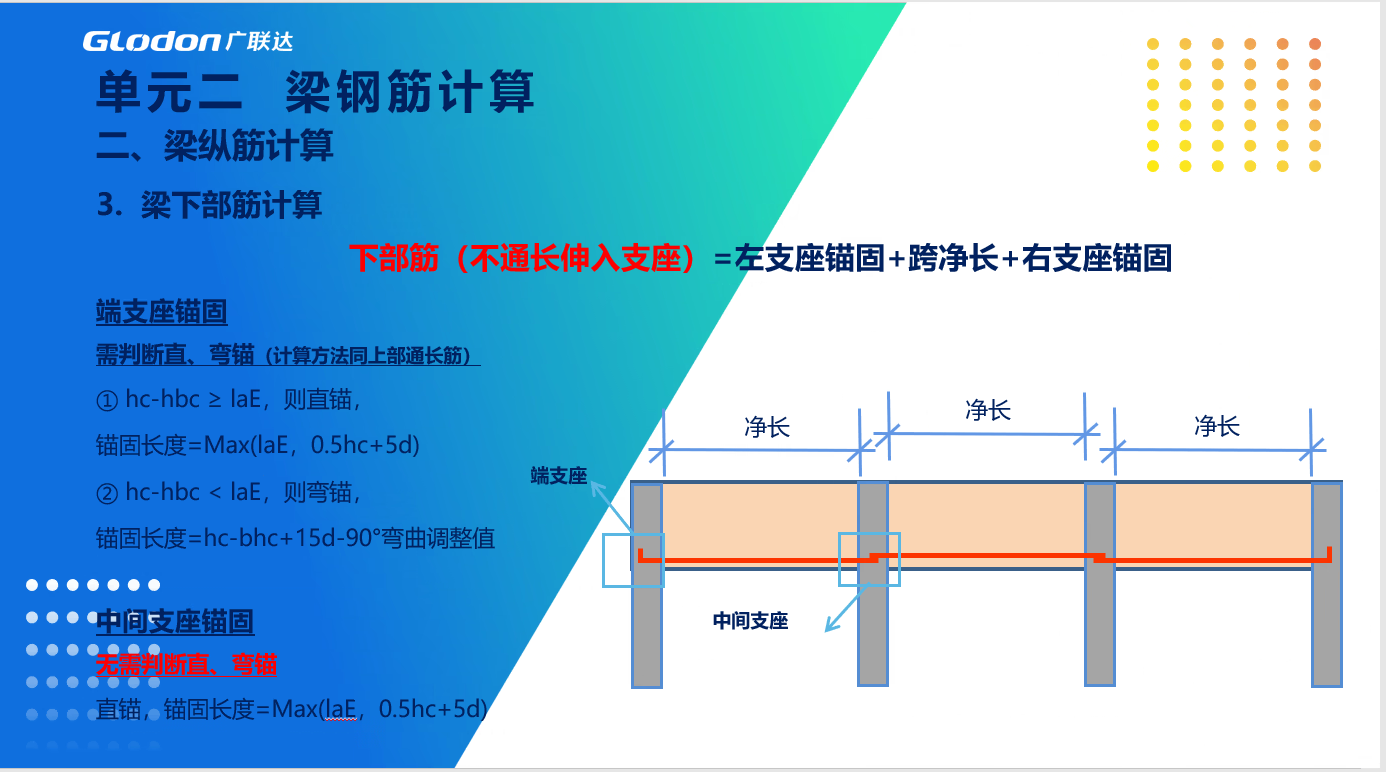 GLodon广联达
单元二 梁钢筋计算
二、梁纵筋计算
3. 梁下部筋计算
下部筋（不通长伸入支座）=左支座锚固+跨净长+右支座锚固
端支座锚固
需判断直、弯锚（计算方法同上部通长筋）
① hc-hbc ≥ laE，则直锚，
锚固长度=Max(laE，0.5hc+5d)
② hc-hbc < laE，则弯锚，
锚固长度=hc-bhc+15d-90°弯曲调整值
中间支座锚固
无需判断直、弯锚
直锚，锚固长度=Max(laE，0.5hc+5d)
净长
净长
净长
端支座
中间支座